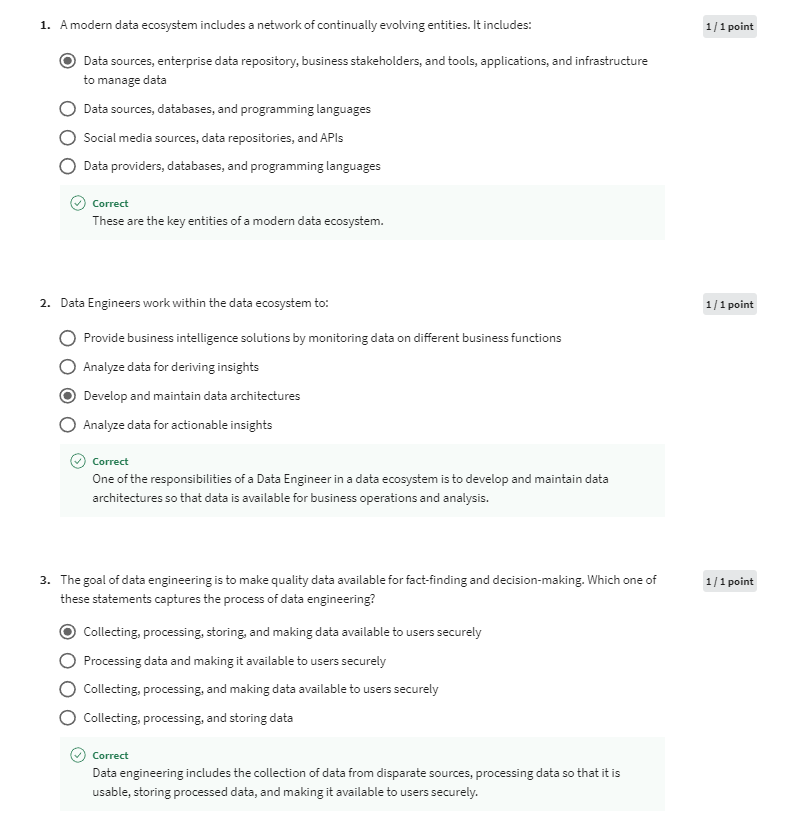 1. A modern data ecosystem includes a network of continually evolving entities. It includes:
1 / 1 point
Data sources, enterprise data repository, business stakeholders, and tools, applications, and infrastructure
to manage data
Data sources, databases, and programming languages
Social media sources, data repositories, and APIs
Data providers, databases, and programming languages
Correct
These are the key entities of a modern data ecosystem.
2. Data Engineers work within the data ecosystem to:
1 / 1 point
Provide business intelligence solutions by monitoring data on different business functions
Analyze data for deriving insights
Develop and maintain data architectures
Analyze data for actionable insights
Correct
One of the responsibilities of a Data Engineer in a data ecosystem is to develop and maintain data
architectures so that data is available for business operations and analysis.
3. The goal of data engineering is to make quality data available for fact-finding and decision-making. Which one of
these statements captures the process of data engineering?
1 / 1 point
Collecting, processing, storing, and making data available to users securely
Processing data and making it available to users securely
Collecting, processing, and making data available to users securely
Collecting, processing, and storing data
Correct
Data engineering includes the collection of data from disparate sources, processing data so that it is
usable, storing processed data, and making it available to users securely.